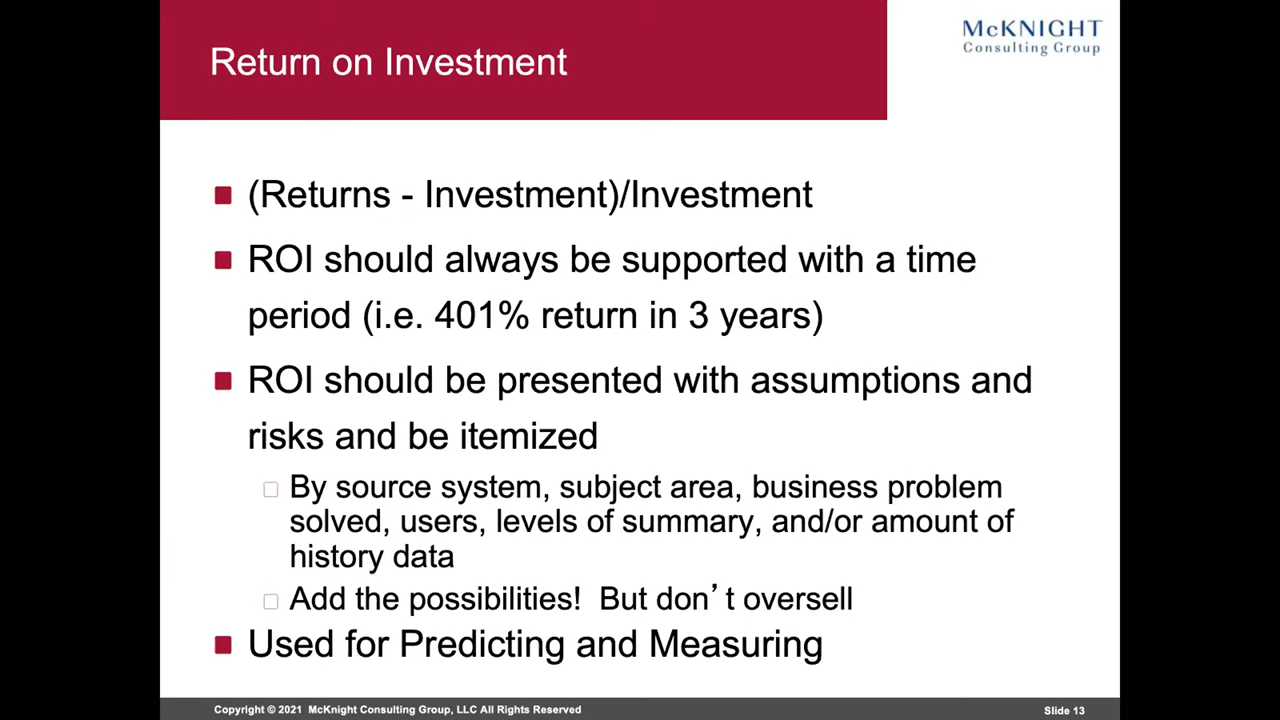 Return on Investment
McKNIGHT
Consulting Group
(Returns - Investment)/Investment
ROI should always be supported with a time
period (i.e. 401% return in 3 years)
ROI should be presented with assumptions and
risks and be itemized
By source system, subject area, business problem
solved, users, levels of summary, and/or amount of
history data
Add the possibilities!  But don’t oversell
Used for Predicting and Measuring
Copyright © 2021 McKnight Consulting Group, LLC All Rights Reserved
Slide 13